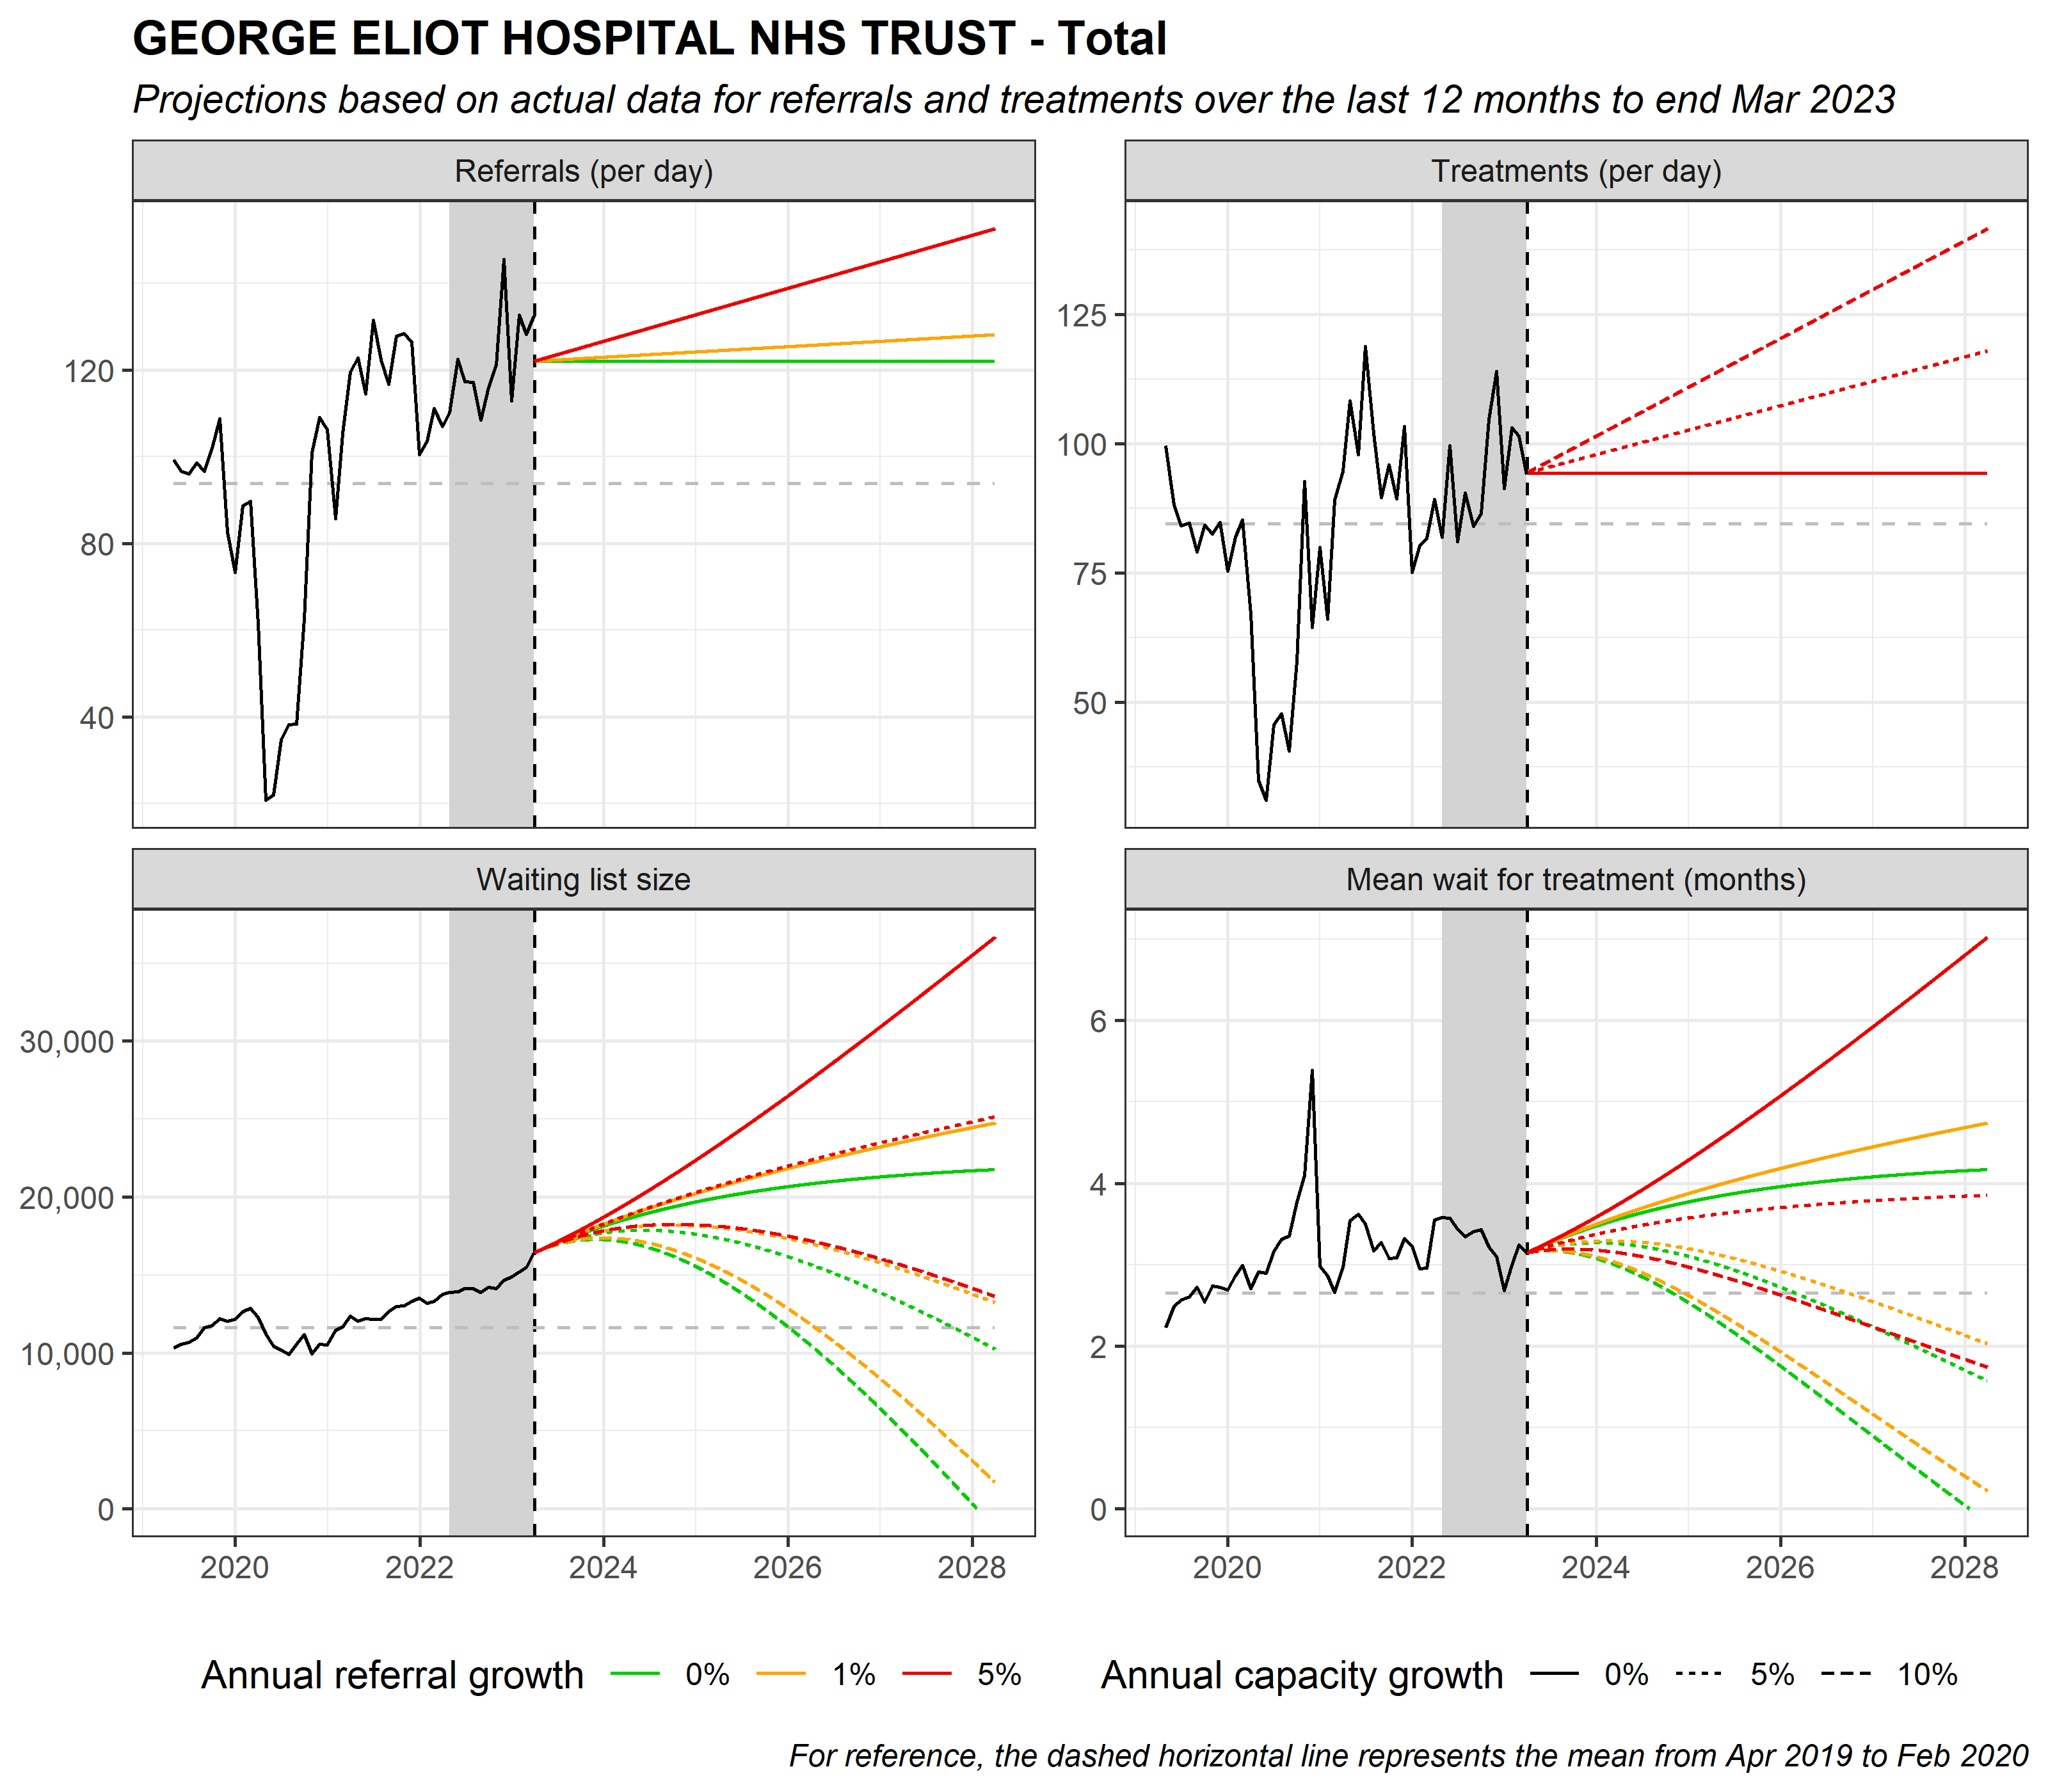 GEORGE ELIOT HOSPITAL NHS TRUST - Total
Projections based on actual data for referrals and treatments over the last 12 months to end Mar 2023
Referrals (per day)
120
80
40
Treatments (per day)
125
100
75
50
Waiting list size
30,000
20,000
10,000
0
2020 2022 2024 2026 2028
Mean wait for treatment (months)
6
4
2
0
2020 2022 2024 2026 2028
Annual referral growth 0% 1% 5%
Annual capacity growth 0% 5% 10%
For reference, the dashed horizontal line represents the mean from Apr 2019 to Feb 2020